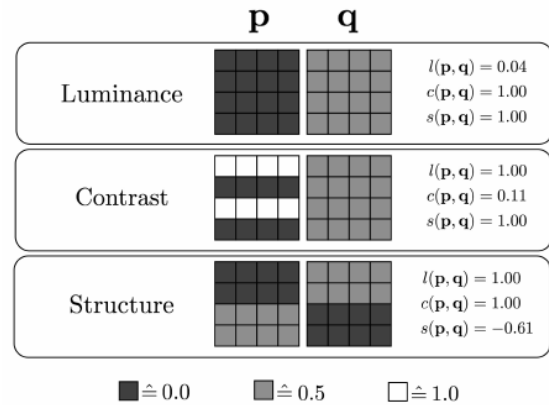 p q
Luminance
l(p, q) = 0.04
c(p, q) = 1.00
s(p, q) = 1.00
Contrast
l(p, q) = 1.00
c(p, q) = 0.11
s(p, q) = 1.00
Structure
l(p, q) = 1.00
c(p, q) = 1.00
s(p, q) = −0.61
≙ 0.0 ≙ 0.5 ≙ 1.0